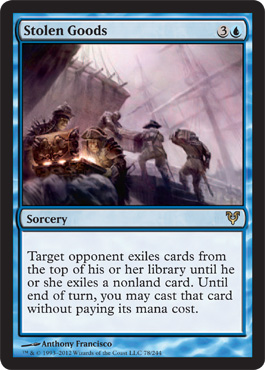 Stolen Goods 3
Sorcery
Target opponent exiles cards from
the top of his or her library until he
or she exiles a nonland card. Until
end of turn, you may cast that card
without paying its mana cost.
Anthony Francisco
™ & © 1993–2012 Wizards of the Coast LLC 78/244